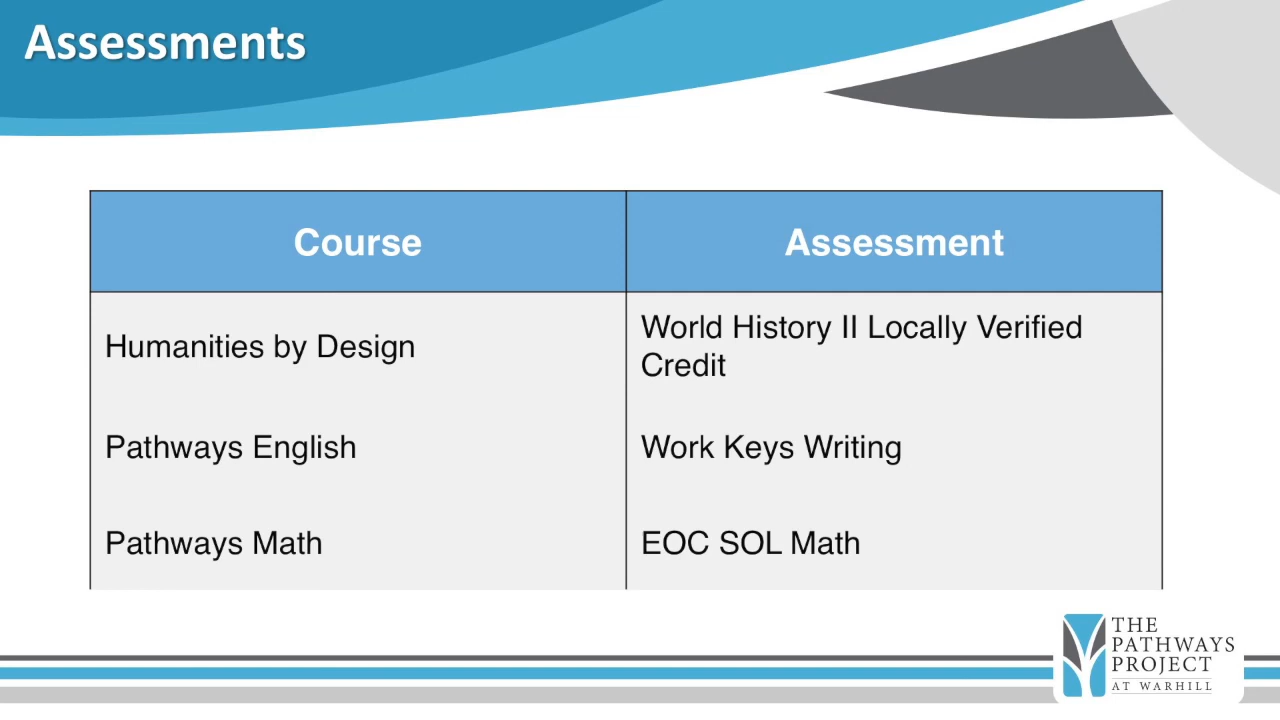 Assessments
Course
Assessment
Humanities by Design
World History II Locally Verified
Credit
Pathways English
Work Keys Writing
Pathways Math
EOC SOL Math
THE
PATHWAYS
PROJECT
AT WARHILL